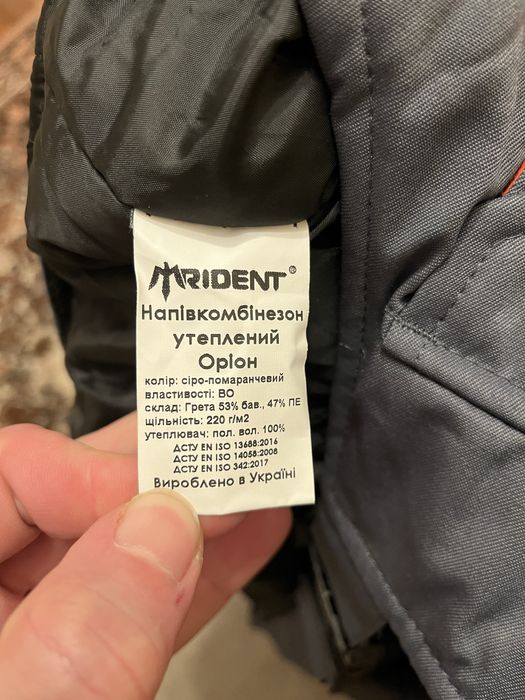 TRIDENT®
Напівкомбінезон
утеплений
Оріон
колір: сіро-помаранчевий
властивості: ВО
склад: Грета 53% бав., 47% ПЕ
щільність: 220 г/м2
утеплювач: пол. вол. 100%
ДСТУ EN ISO 13688:2016
ДСТУ EN ISO 14058:2008
ДСТУ EN ISO 342:2017
Вироблено в Україні